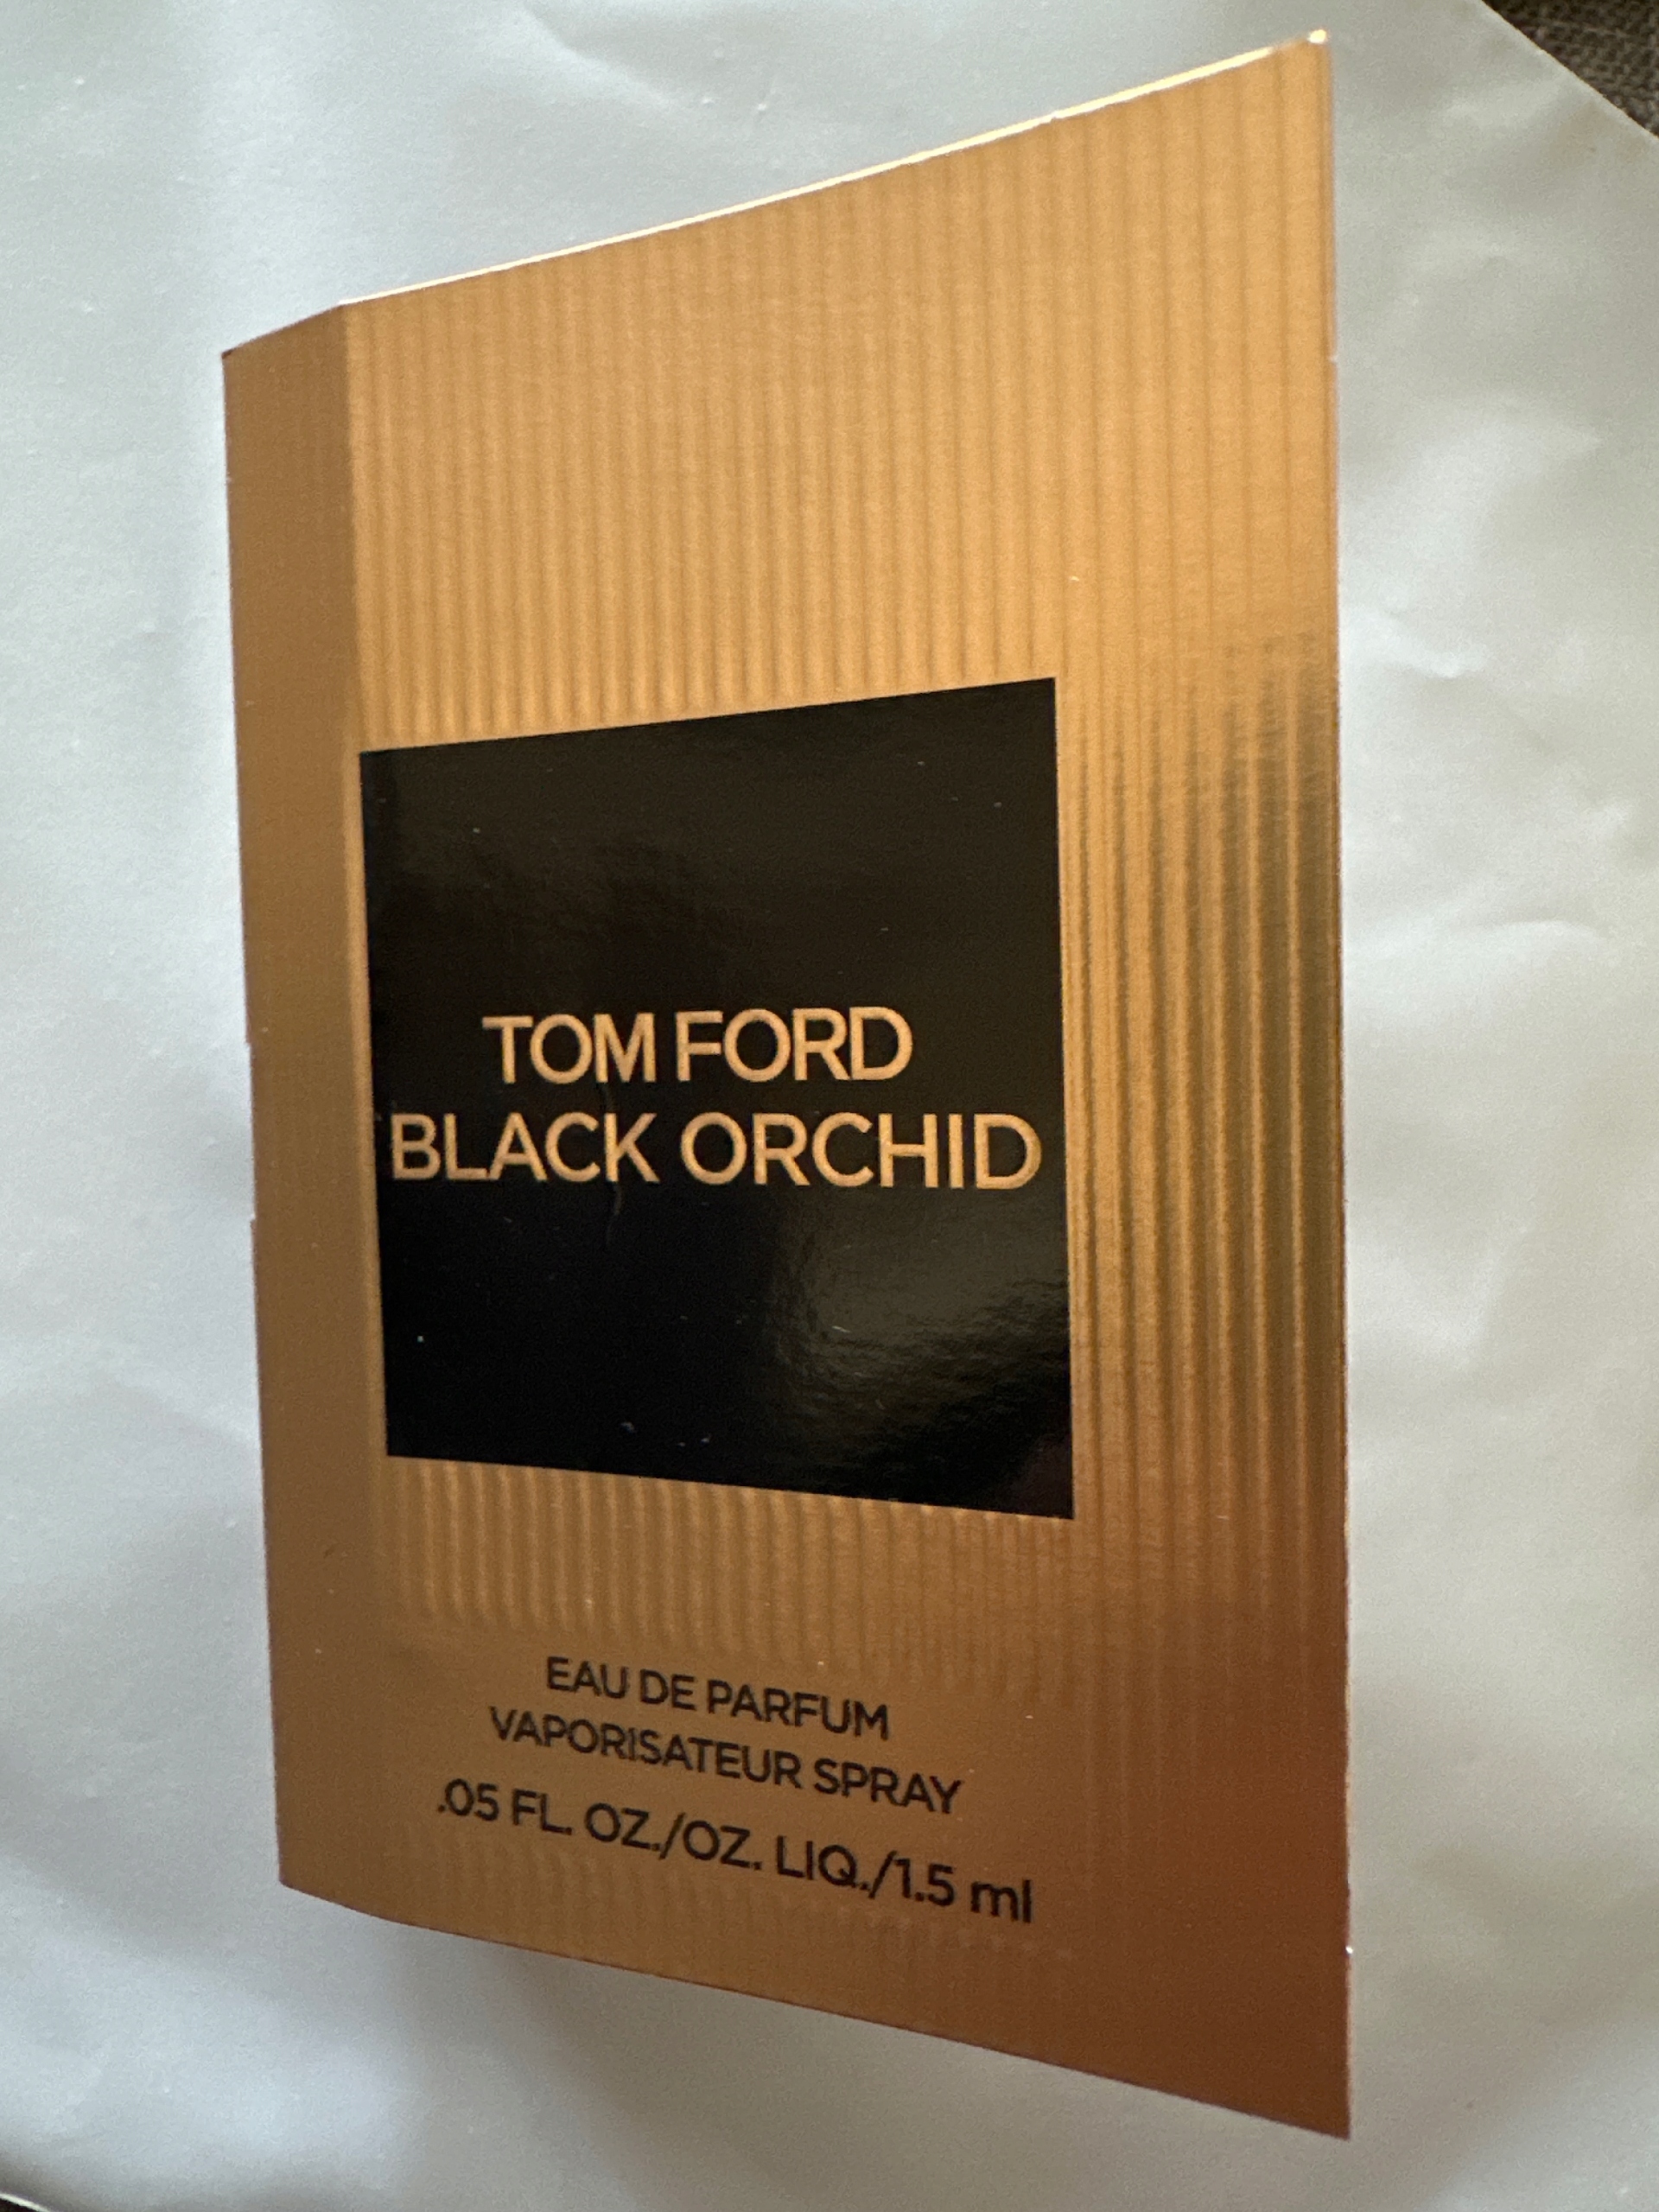 TOM FORD
BLACK ORCHID
EAU DE PARFUM
VAPORISATEUR SPRAY
.05 FL. OZ./OZ. LIQ./1.5 ml